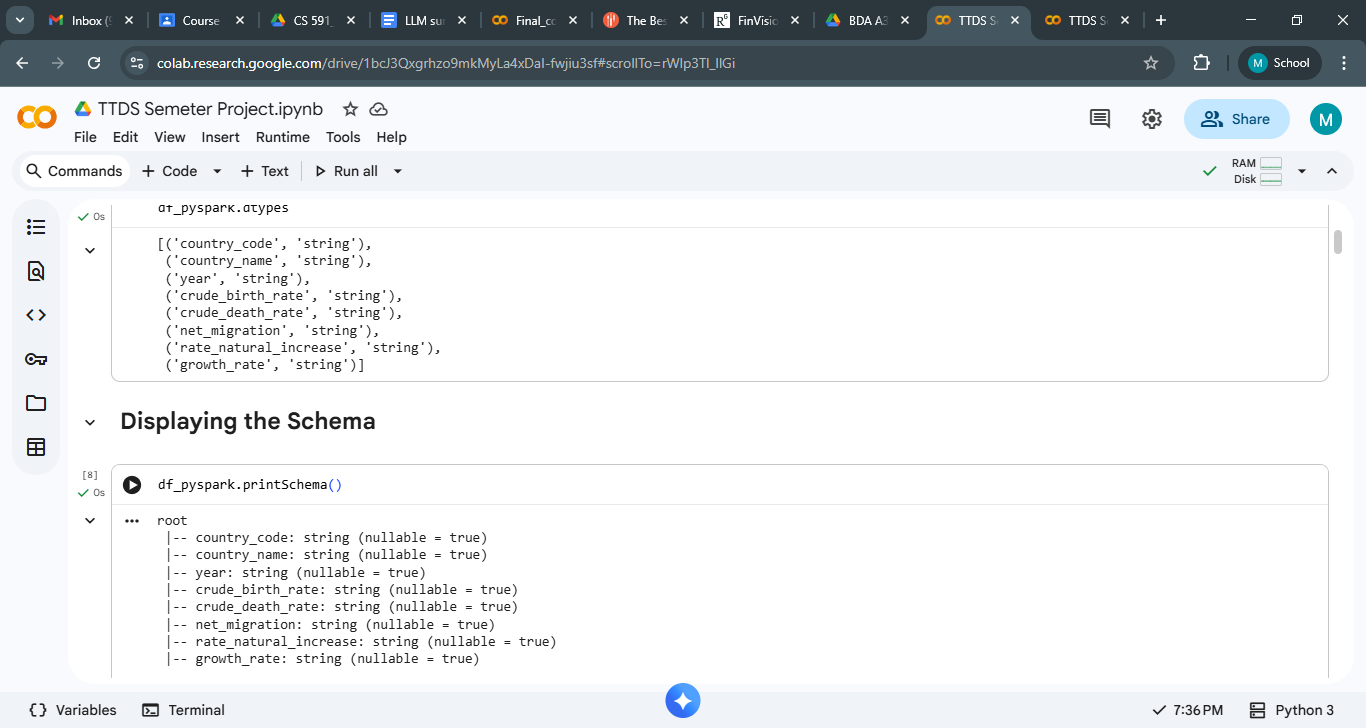 Inbox (
Course
CS 591_
LLM su
Final_c
The Bes
FinVisio
BDA A3
TTDS S
TTDS S
colab.research.google.com/drive/1bcJ3Qxgrhzo9mkMyLa4xDaI-fwjiu3sf#scrollTo=rWIp3TI_IIGi
M School
TTDS Semeter Project.ipynb
File Edit View Insert Runtime Tools Help
Share
M
Commands + Code + Text Run all
RAM
Disk
0s
df_pyspark.dtypes
[('country_code', 'string'),
('country_name', 'string'),
('year', 'string'),
('crude_birth_rate', 'string'),
('crude_death_rate', 'string'),
('net_migration', 'string'),
('rate_natural_increase', 'string'),
('growth_rate', 'string')]
Displaying the Schema
[8]
0s
df_pyspark.printSchema()
root
|-- country_code: string (nullable = true)
|-- country_name: string (nullable = true)
|-- year: string (nullable = true)
|-- crude_birth_rate: string (nullable = true)
|-- crude_death_rate: string (nullable = true)
|-- net_migration: string (nullable = true)
|-- rate_natural_increase: string (nullable = true)
|-- growth_rate: string (nullable = true)
{} Variables Terminal
7:36 PM Python 3